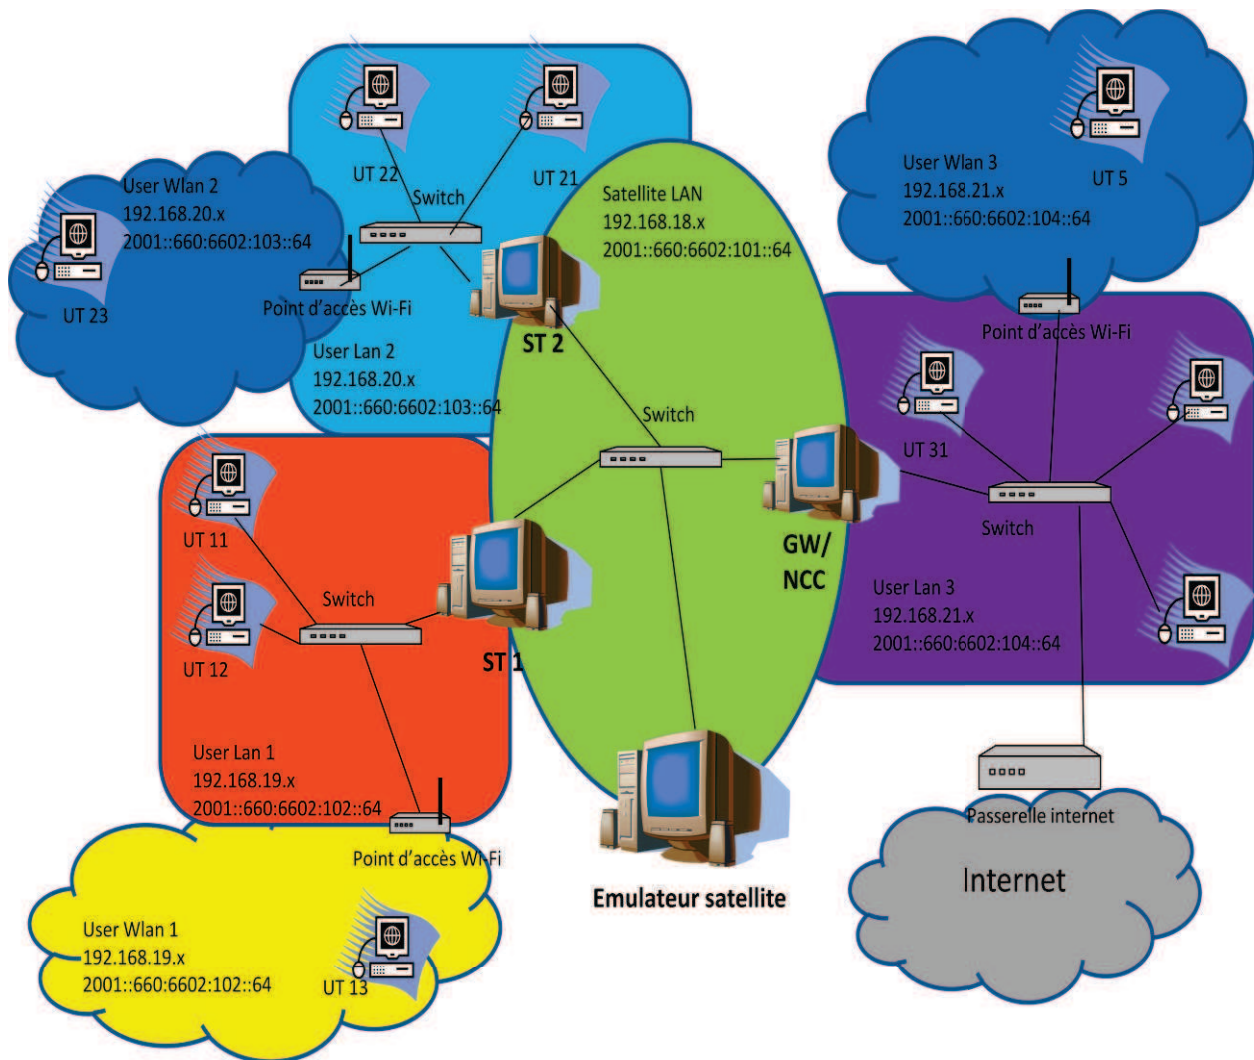 UT 22
UT 21
Switch
User Wlan 2
192.168.20.x
2001::660:6602:103::64
UT 23
Point d'accès Wi-Fi
ST 2
User Lan 2
192.168.20.x
2001::660:6602:103::64
Satellite LAN
192.168.18.x
2001::660:6602:101::64
User Wlan 3
192.168.21.x
2001::660:6602:104::64
UT 5
Point d'accès Wi-Fi
Switch
UT 31
Switch
GW/
NCC
User Lan 3
192.168.21.x
2001::660:6602:104::64
UT 11
UT 12
Switch
ST 1
User Lan 1
192.168.19.x
2001::660:6602:102::64
Point d'accès Wi-Fi
Emulateur satellite
Passerelle internet
Internet
User Wlan 1
192.168.19.x
2001::660:6602:102::64
UT 13